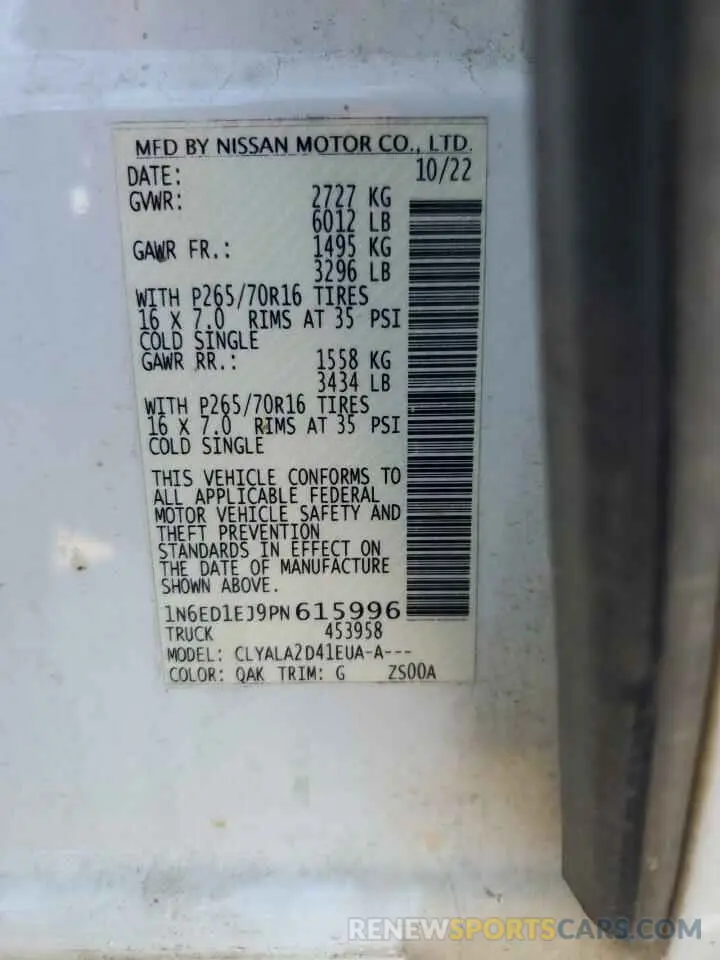 MFD BY NISSAN MOTOR CO., LTD.
DATE: 10/22
GVWR: 2727 KG
6012 LB
GAWR FR.: 1495 KG
3296 LB
WITH P265/70R16 TIRES
16 X 7.0 RIMS AT 35 PSI
COLD SINGLE
GAWR RR.: 1558 KG
3434 LB
WITH P265/70R16 TIRES
16 X 7.0 RIMS AT 35 PSI
COLD SINGLE
THIS VEHICLE CONFORMS TO
ALL APPLICABLE FEDERAL
MOTOR VEHICLE SAFETY AND
THEFT PREVENTION
STANDARDS IN EFFECT ON
THE DATE OF MANUFACTURE
SHOWN ABOVE.
1N6ED1EJ9PN615996
TRUCK 453958
MODEL: CLYALA2D41EUA-A---
COLOR: QAK TRIM: G ZS00A
RENEWSPORTSCARS.COM